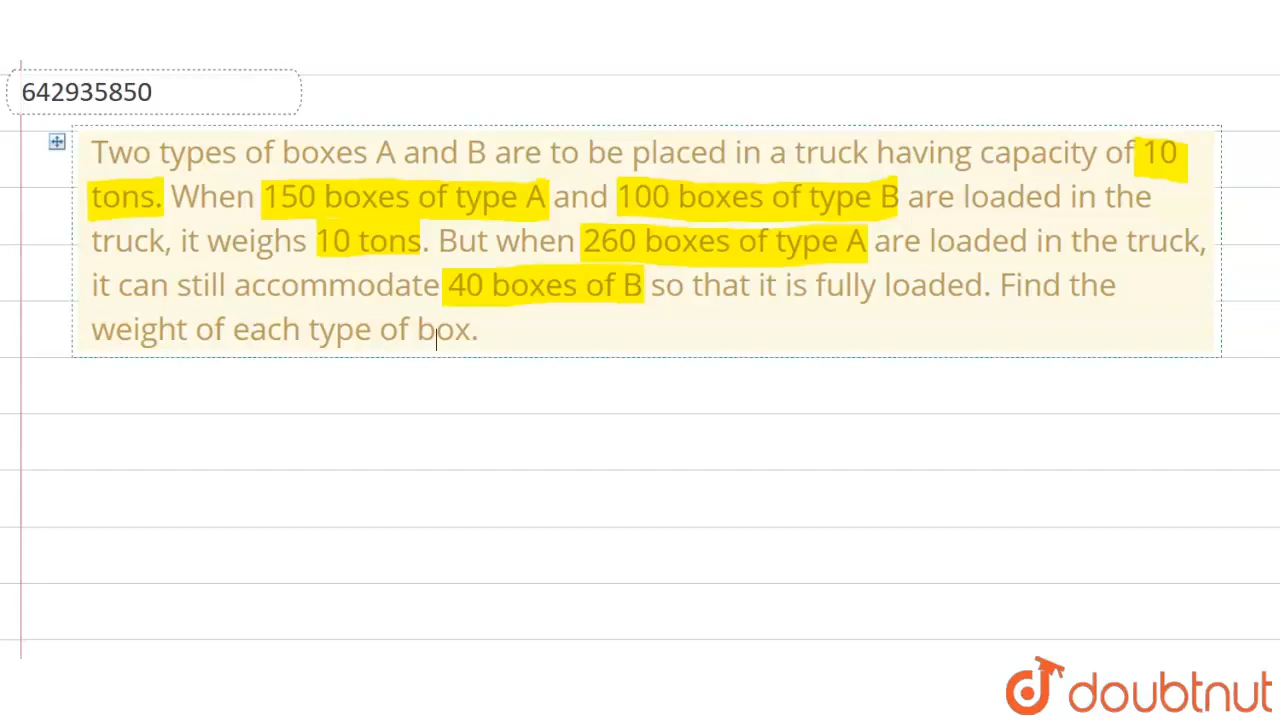 642935850
Two types of boxes A and B are to be placed in a truck having capacity of 10
tons. When 150 boxes of type A and 100 boxes of type B are loaded in the
truck, it weighs 10 tons. But when 260 boxes of type A are loaded in the truck,
it can still accommodate 40 boxes of B so that it is fully loaded. Find the
weight of each type of box.
doubtnut